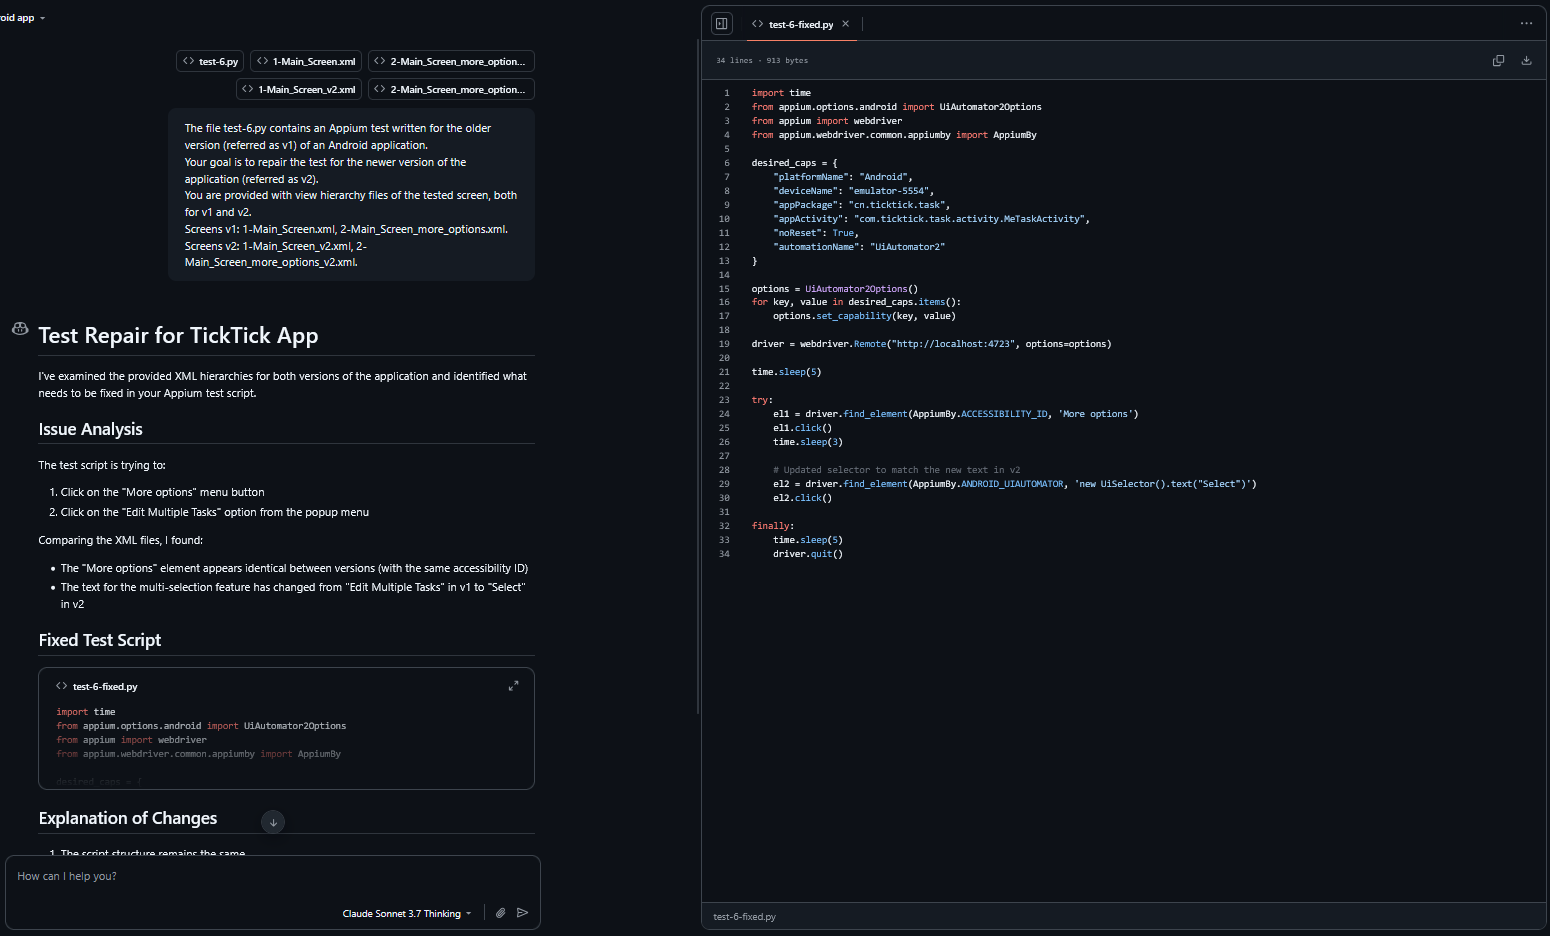 oid app
test-6.py
1-Main_Screen.xml
2-Main_Screen_more_option...
1-Main_Screen_v2.xml
2-Main_Screen_more_option...
The file test-6.py contains an Appium test written for the older
version (referred as v1) of an Android application.
Your goal is to repair the test for the newer version of the
application (referred as v2).
You are provided with view hierarchy files of the tested screen, both
for v1 and v2.
Screens v1: 1-Main_Screen.xml, 2-Main_Screen_more_options.xml.
Screens v2: 1-Main_Screen_v2.xml, 2-
Main_Screen_more_options_v2.xml.
Test Repair for TickTick App
I've examined the provided XML hierarchies for both versions of the application and identified what
needs to be fixed in your Appium test script.
Issue Analysis
The test script is trying to:
1. Click on the "More options" menu button
2. Click on the "Edit Multiple Tasks" option from the popup menu
Comparing the XML files, I found:
• The "More options" element appears identical between versions (with the same accessibility ID)
• The text for the multi-selection feature has changed from "Edit Multiple Tasks" in v1 to "Select"
in v2
Fixed Test Script
test-6-fixed.py
import time
from appium.options.android import UiAutomator2Options
from appium import webdriver
from appium.webdriver.common.appiumby import AppiumBy
desired_caps = {
Explanation of Changes
1. The script structure remains the same
How can I help you?
Claude Sonnet 3.7 Thinking
test-6-fixed.py
34 lines · 913 bytes
1 import time
2 from appium.options.android import UiAutomator2Options
3 from appium import webdriver
4 from appium.webdriver.common.appiumby import AppiumBy
5
6 desired_caps = {
7 "platformName": "Android",
8 "deviceName": "emulator-5554",
9 "appPackage": "cn.ticktick.task",
10 "appActivity": "com.ticktick.task.activity.MeTaskActivity",
11 "noReset": True,
12 "automationName": "UiAutomator2"
13 }
14
15 options = UiAutomator2Options()
16 for key, value in desired_caps.items():
17 options.set_capability(key, value)
18
19 driver = webdriver.Remote("http://localhost:4723", options=options)
20
21 time.sleep(5)
22
23 try:
24 el1 = driver.find_element(AppiumBy.ACCESSIBILITY_ID, 'More options')
25 el1.click()
26 time.sleep(3)
27
28 # Updated selector to match the new text in v2
29 el2 = driver.find_element(AppiumBy.ANDROID_UIAUTOMATOR, 'new UiSelector().text("Select")')
30 el2.click()
31
32 finally:
33 time.sleep(5)
34 driver.quit()
test-6-fixed.py